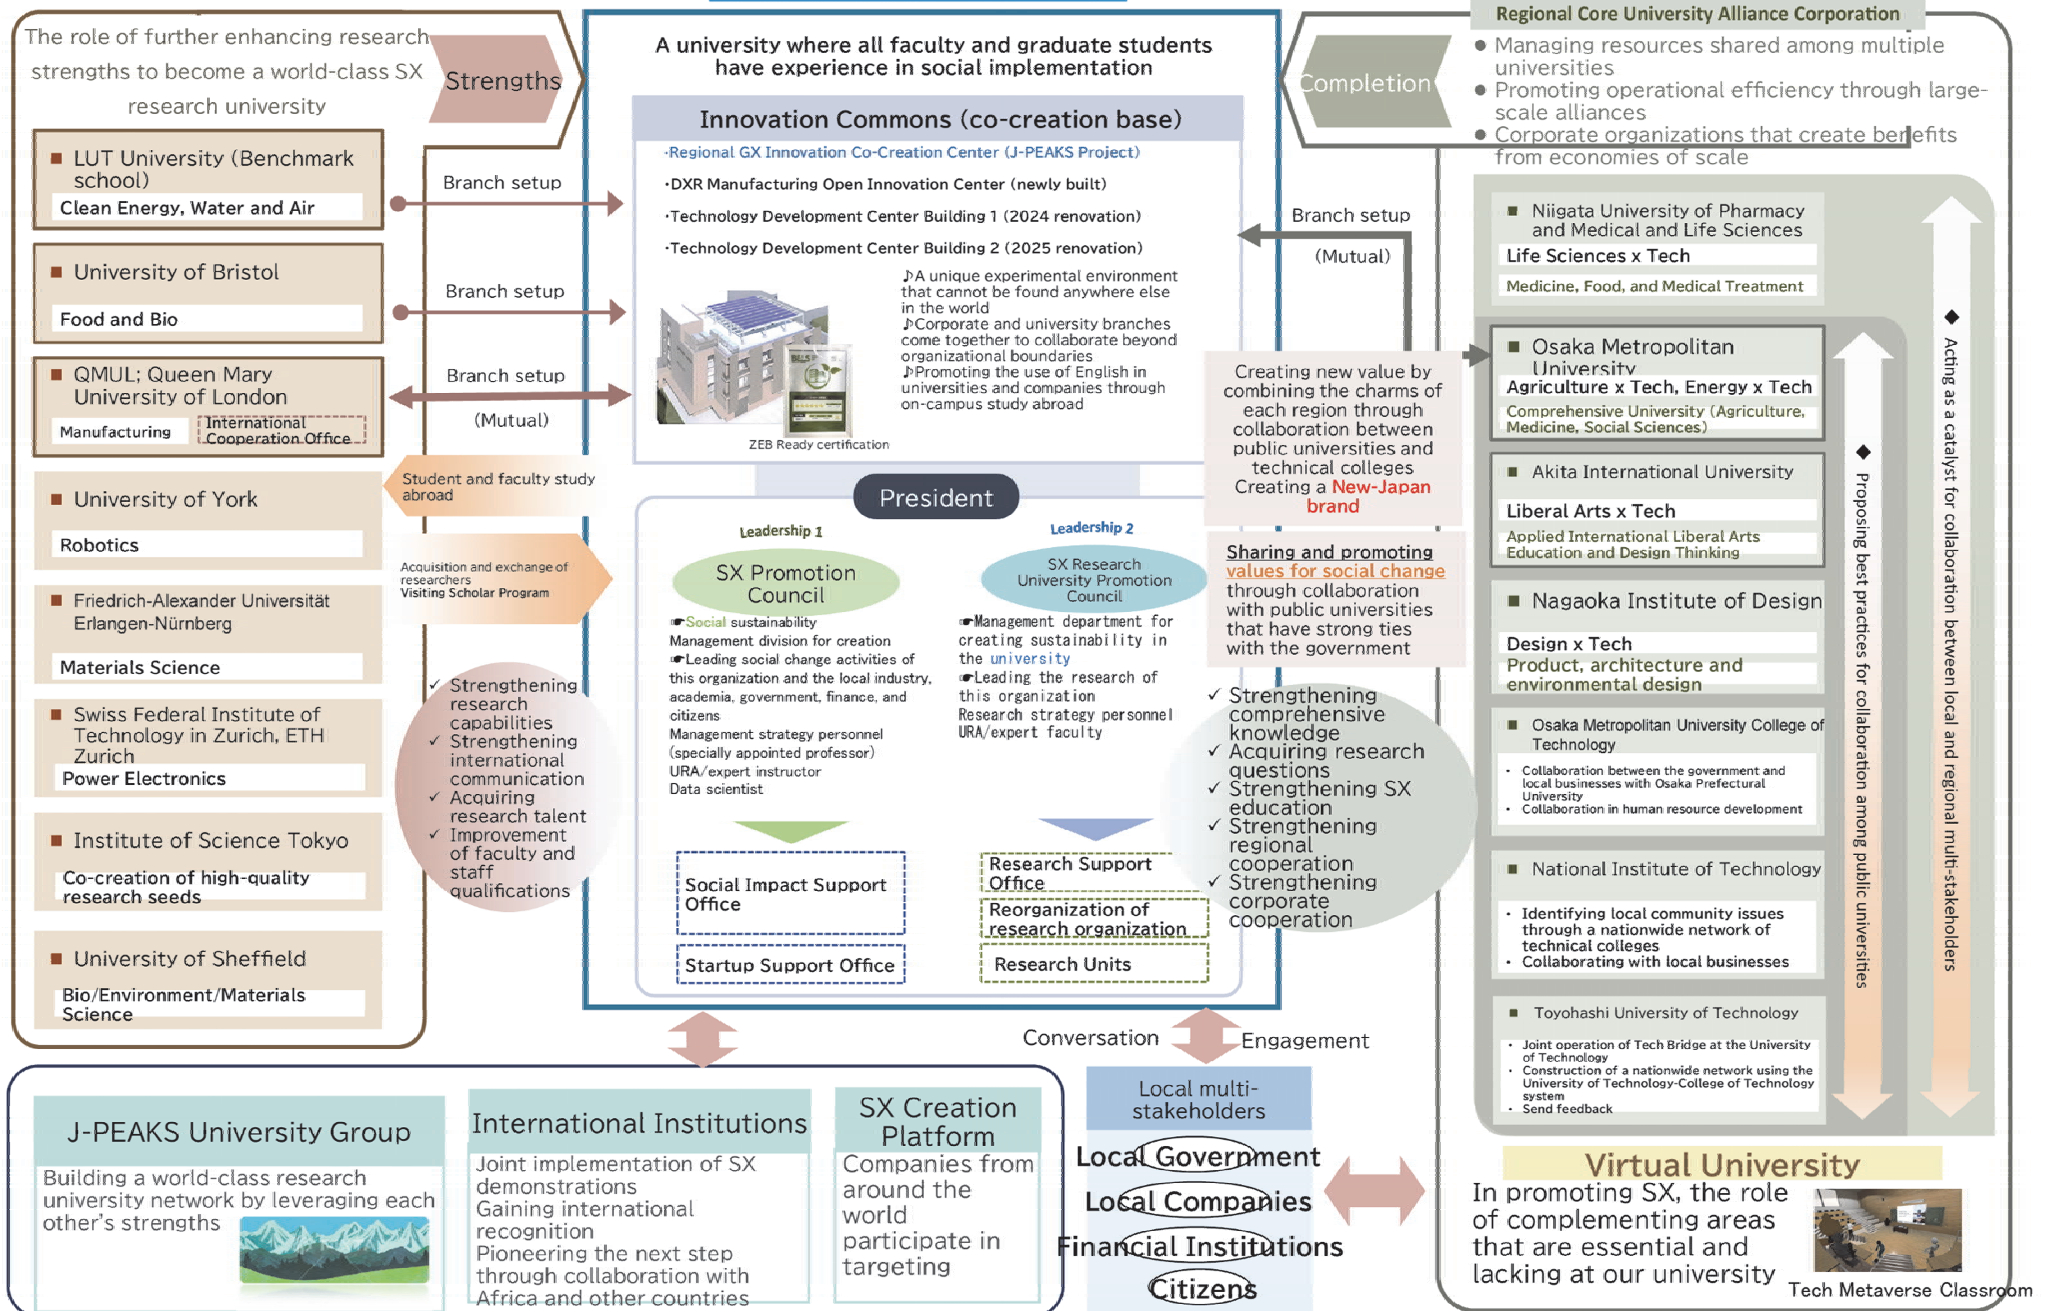 The role of further enhancing research
strengths to become a world-class SX
research university
Strengths
■ LUT University (Benchmark
school)
Clean Energy, Water and Air
■ University of Bristol
Food and Bio
■ QMUL; Queen Mary
University of London
Manufacturing
International
Cooperation Office
■ University of York
Robotics
■ Friedrich-Alexander Universität
Erlangen-Nürnberg
Materials Science
■ Swiss Federal Institute of
Technology in Zurich, ETH
Zurich
Power Electronics
■ Institute of Science Tokyo
Co-creation of high-quality
research seeds
■ University of Sheffield
Bio/Environment/Materials
Science
Branch setup
Branch setup
Branch setup
(Mutual)
Student and faculty study
abroad
Acquisition and exchange of
researchers
Visiting Scholar Program
✓ Strengthening
research
capabilities
✓ Strengthening
international
communication
✓ Acquiring
research talent
✓ Improvement
of faculty and
staff
qualifications
A university where all faculty and graduate students
have experience in social implementation
Innovation Commons (co-creation base)
·Regional GX Innovation Co-Creation Center (J-PEAKS Project)
·DXR Manufacturing Open Innovation Center (newly built)
·Technology Development Center Building 1 (2024 renovation)
·Technology Development Center Building 2 (2025 renovation)
♪A unique experimental environment
that cannot be found anywhere else
in the world
♪Corporate and university branches
come together to collaborate beyond
organizational boundaries
♪Promoting the use of English in
universities and companies through
on-campus study abroad
ZEB Ready certification
President
Leadership 1
SX Promotion
Council
☛Social sustainability
Management division for creation
☛Leading social change activities of
this organization and the local industry,
academia, government, finance, and
citizens
Management strategy personnel
(specially appointed professor)
URA/expert instructor
Data scientist
Social Impact Support
Office
Startup Support Office
Leadership 2
SX Research
University Promotion
Council
☛Management department for
creating sustainability in
the university
☛Leading the research of
this organization
Research strategy personnel
URA/expert faculty
Research Support
Office
Reorganization of
research organization
Research Units
Completion
Branch setup
(Mutual)
Creating new value by
combining the charms of
each region through
collaboration between
public universities and
technical colleges
Creating a New-Japan
brand
Sharing and promoting
values for social change
through collaboration
with public universities
that have strong ties
with the government
✓ Strengthening
comprehensive
knowledge
✓ Acquiring research
questions
✓ Strengthening SX
education
✓ Strengthening
regional
cooperation
✓ Strengthening
corporate
cooperation
Regional Core University Alliance Corporation
● Managing resources shared among multiple
universities
● Promoting operational efficiency through large-
scale alliances
● Corporate organizations that create benefits
from economies of scale
■ Niigata University of Pharmacy
and Medical and Life Sciences
Life Sciences x Tech
Medicine, Food, and Medical Treatment
■ Osaka Metropolitan
University
Agriculture x Tech, Energy x Tech
Comprehensive University (Agriculture,
Medicine, Social Sciences)
■ Akita International University
Liberal Arts x Tech
Applied International Liberal Arts
Education and Design Thinking
■ Nagaoka Institute of Design
Design x Tech
Product, architecture and
environmental design
■ Osaka Metropolitan University College of
Technology
• Collaboration between the government and
local businesses with Osaka Prefectural
University
• Collaboration in human resource development
■ National Institute of Technology
• Identifying local community issues
through a nationwide network of
technical colleges
• Collaborating with local businesses
■ Toyohashi University of Technology
• Joint operation of Tech Bridge at the University
of Technology
• Construction of a nationwide network using the
University of Technology-College of Technology
system
• Send feedback
◆ Proposing best practices for collaboration among public universities
◆ Acting as a catalyst for collaboration between local and regional multi-stakeholders
Conversation
Engagement
J-PEAKS University Group
Building a world-class research
university network by leveraging each
other's strengths
International Institutions
Joint implementation of SX
demonstrations
Gaining international
recognition
Pioneering the next step
through collaboration with
Africa and other countries
SX Creation
Platform
Companies from
around the
world
participate in
targeting
Local multi-
stakeholders
Local Government
Local Companies
Financial Institutions
Citizens
Virtual University
In promoting SX, the role
of complementing areas
that are essential and
lacking at our university
Tech Metaverse Classroom